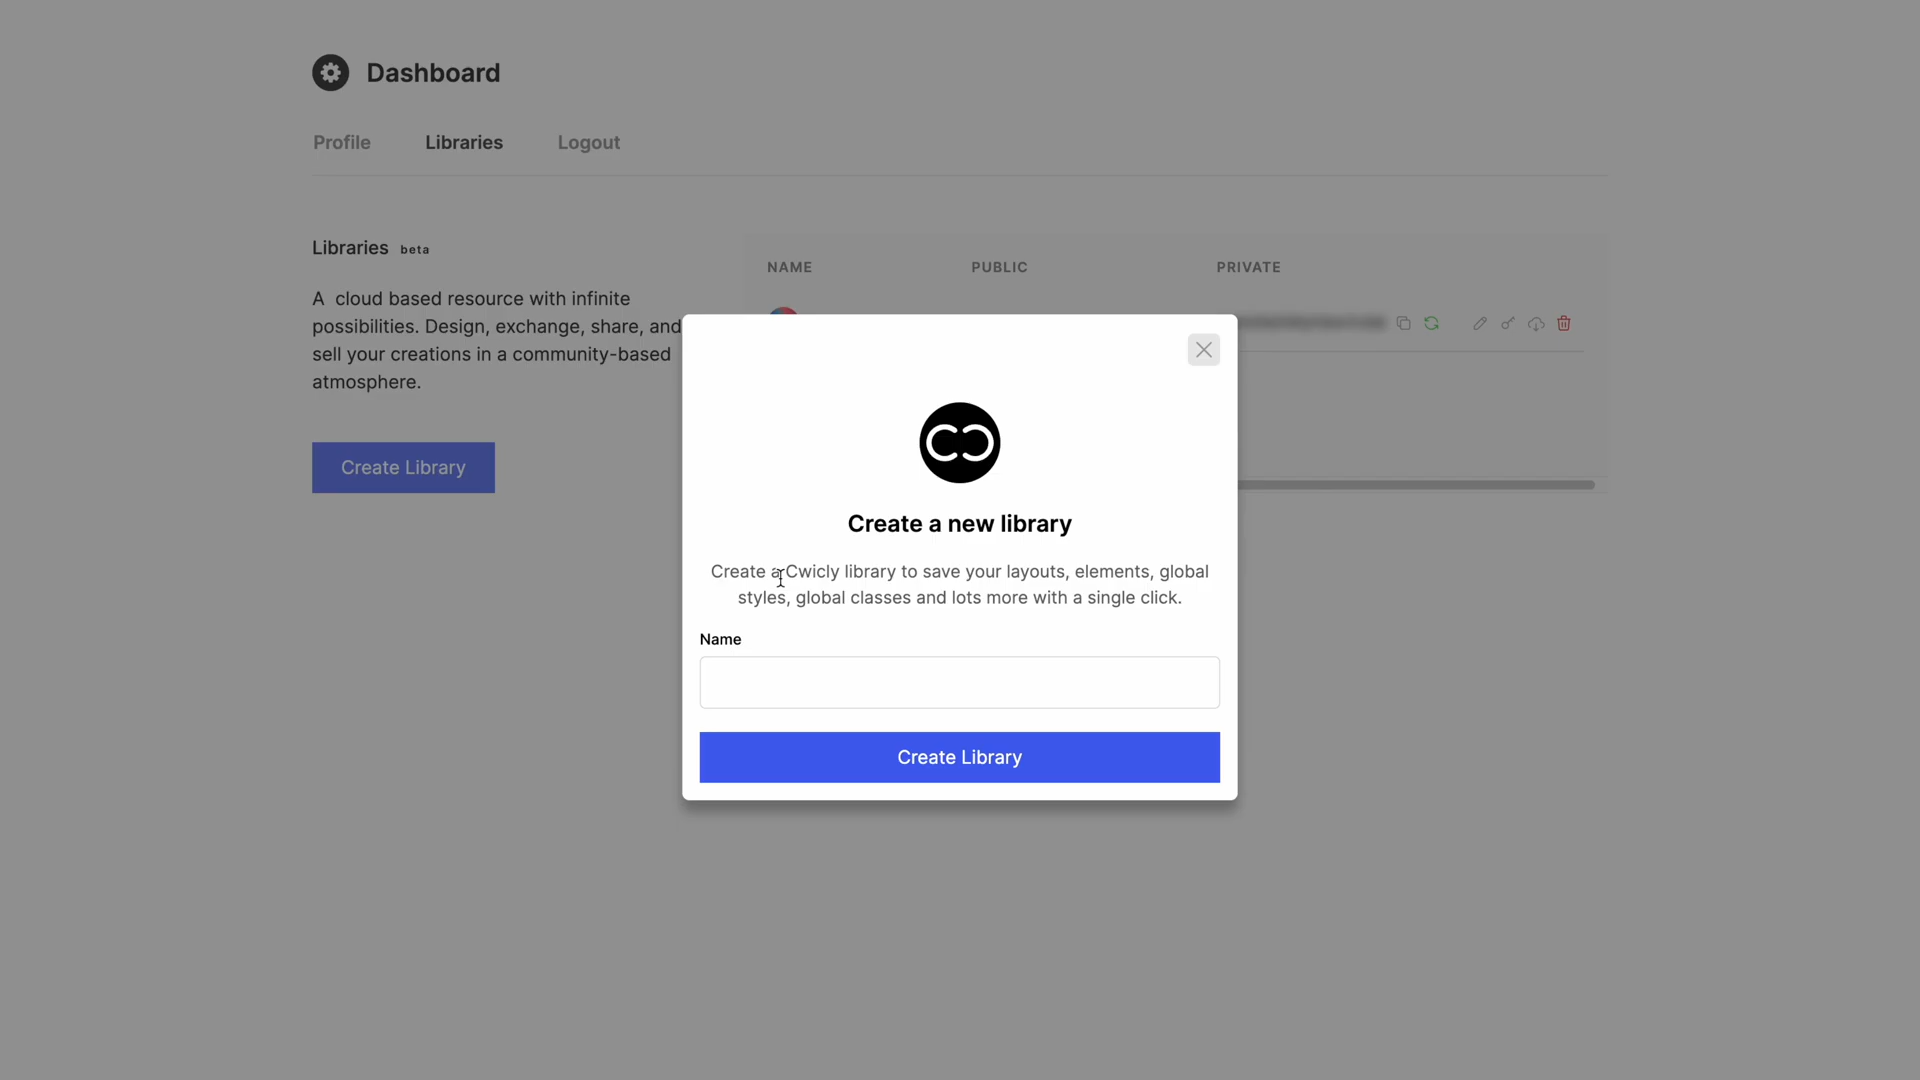 Dashboard
Profile Libraries Logout
Libraries beta
A cloud based resource with infinite
possibilities. Design, exchange, share, and
sell your creations in a community-based
atmosphere.
Create Library
NAME PUBLIC PRIVATE
Create a new library
Create a Cwicly library to save your layouts, elements, global
styles, global classes and lots more with a single click.
Name
Create Library